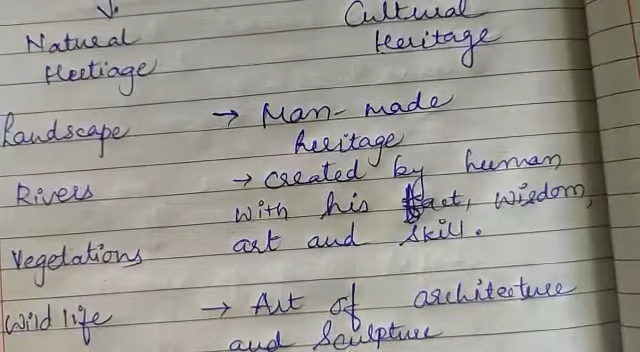 Natural
Heritage
Landscape
Rivers
Vegetations
Wild life
Cultural
Heritage
→ Man-made
heritage
→ created by human
with his wisdom,
art and skill.
→ Art of architecture
and Sculpture